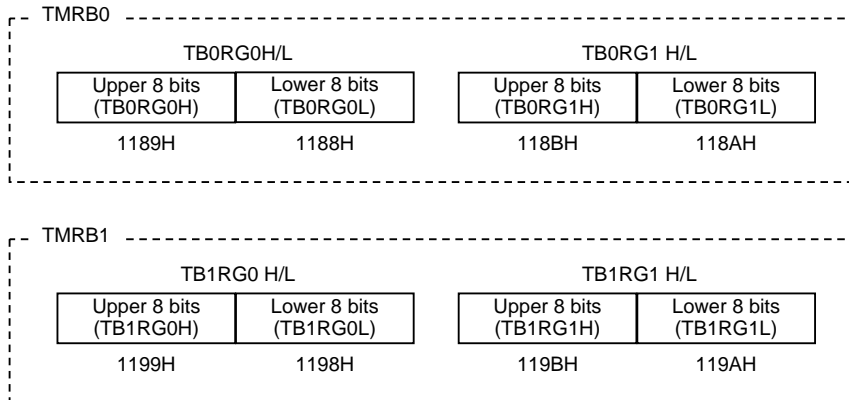 TMRB0
TB0RG0H/L TB0RG1 H/L
Upper 8 bits Lower 8 bits Upper 8 bits Lower 8 bits
(TB0RG0H) (TB0RG0L) (TB0RG1H) (TB0RG1L)
1189H 1188H 118BH 118AH
TMRB1
TB1RG0 H/L TB1RG1 H/L
Upper 8 bits Lower 8 bits Upper 8 bits Lower 8 bits
(TB1RG0H) (TB1RG0L) (TB1RG1H) (TB1RG1L)
1199H 1198H 119BH 119AH